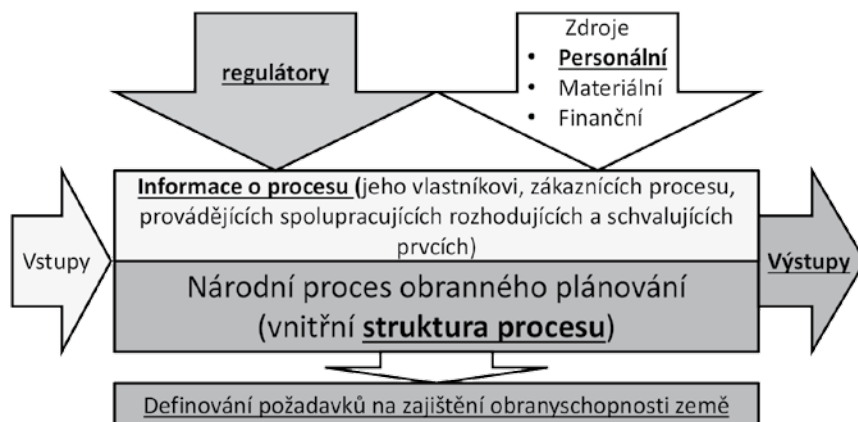 regulátory
Zdroje
• Personální
• Materiální
• Finanční
Vstupy
Informace o procesu (jeho vlastníkovi, zákaznících procesu,
provádějících spolupracujících rozhodujících a schvalujících
prvcích)
Národní proces obranného plánování
(vnitřní struktura procesu)
Výstupy
Definování požadavků na zajištění obranyschopnosti země